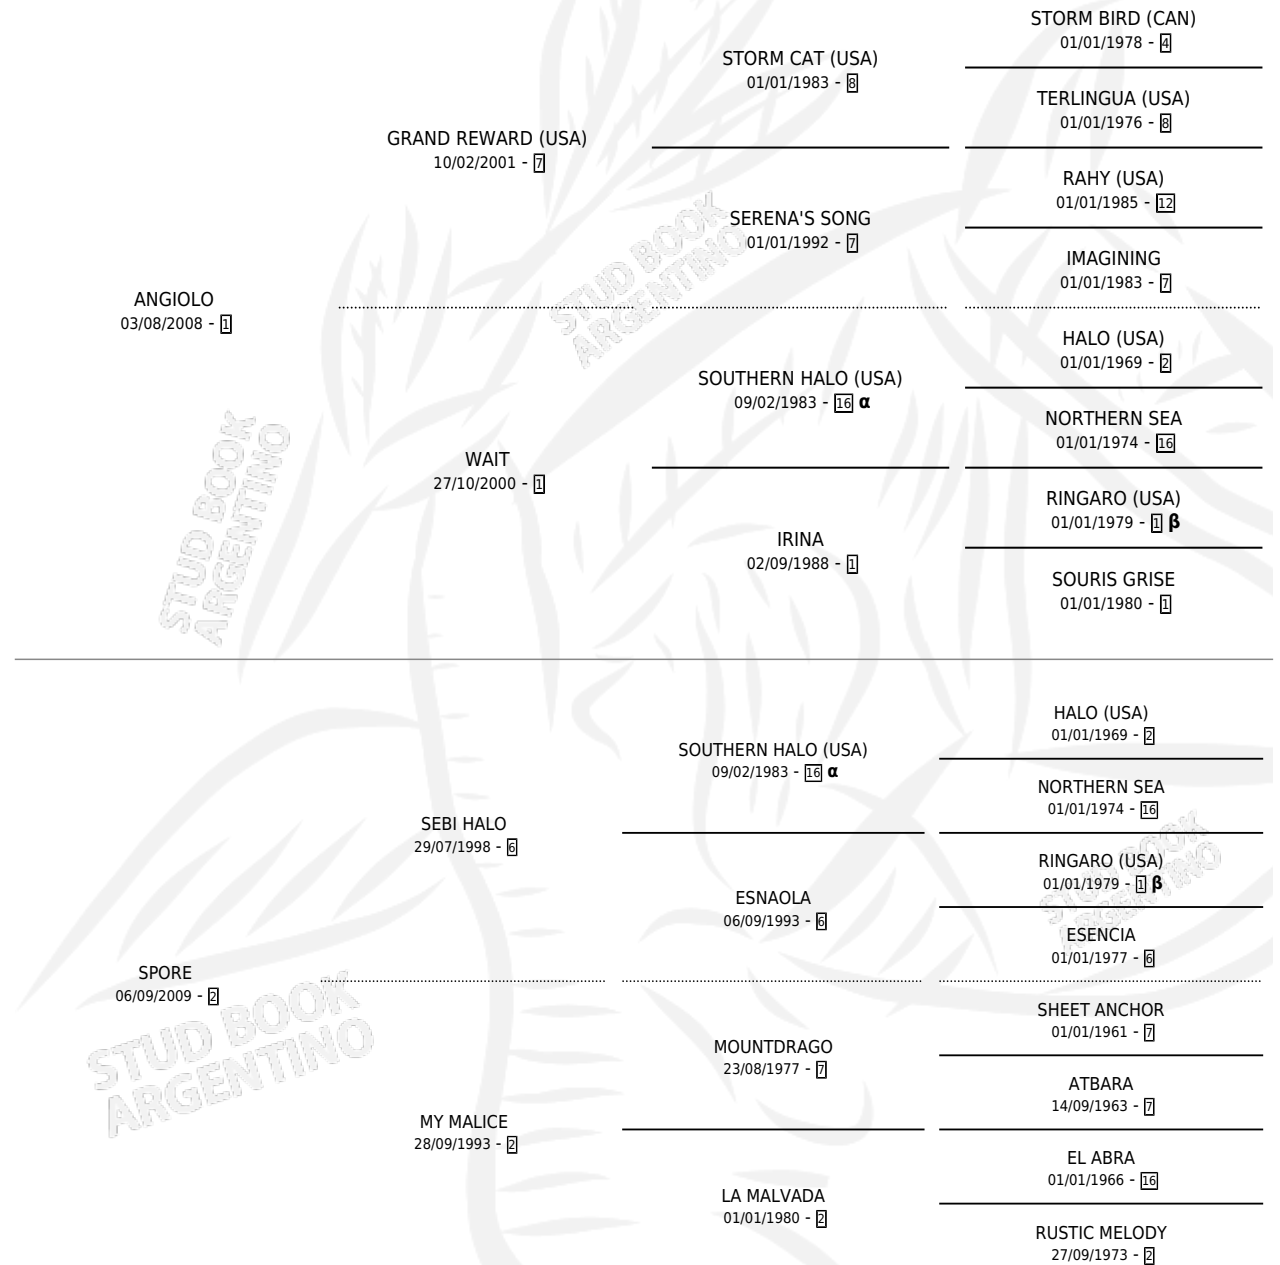 STORM BIRD (CAN)
01/01/1978 - 4
STORM CAT (USA)
01/01/1983 - 8
TERLINGUA (USA)
01/01/1976 - 8
GRAND REWARD (USA)
10/02/2001 - 7
RAHY (USA)
01/01/1985 - 12
SERENA'S SONG
01/01/1992 - 7
IMAGINING
01/01/1983 - 7
ANGIOLO
03/08/2008 - 1
HALO (USA)
01/01/1969 - 2
SOUTHERN HALO (USA)
09/02/1983 - 16 α
NORTHERN SEA
01/01/1974 - 16
WAIT
27/10/2000 - 1
RINGARO (USA)
01/01/1979 - 1 β
IRINA
02/09/1988 - 1
SOURIS GRISE
01/01/1980 - 1
HALO (USA)
01/01/1969 - 2
SOUTHERN HALO (USA)
09/02/1983 - 16 α
NORTHERN SEA
01/01/1974 - 16
SEBI HALO
29/07/1998 - 6
RINGARO (USA)
01/01/1979 - 1 β
ESNAOLA
06/09/1993 - 6
ESENCIA
01/01/1977 - 6
SPORE
06/09/2009 - 2
SHEET ANCHOR
01/01/1961 - 7
MOUNTDRAGO
23/08/1977 - 7
ATBARA
14/09/1963 - 7
MY MALICE
28/09/1993 - 2
EL ABRA
01/01/1966 - 16
LA MALVADA
01/01/1980 - 2
RUSTIC MELODY
27/09/1973 - 2
STUD BOOK
ARGENTINO
STUD BOOK
ARGENTINO
STUD BOOK
ARGENTINO
STUD BOOK
ARGENTINO